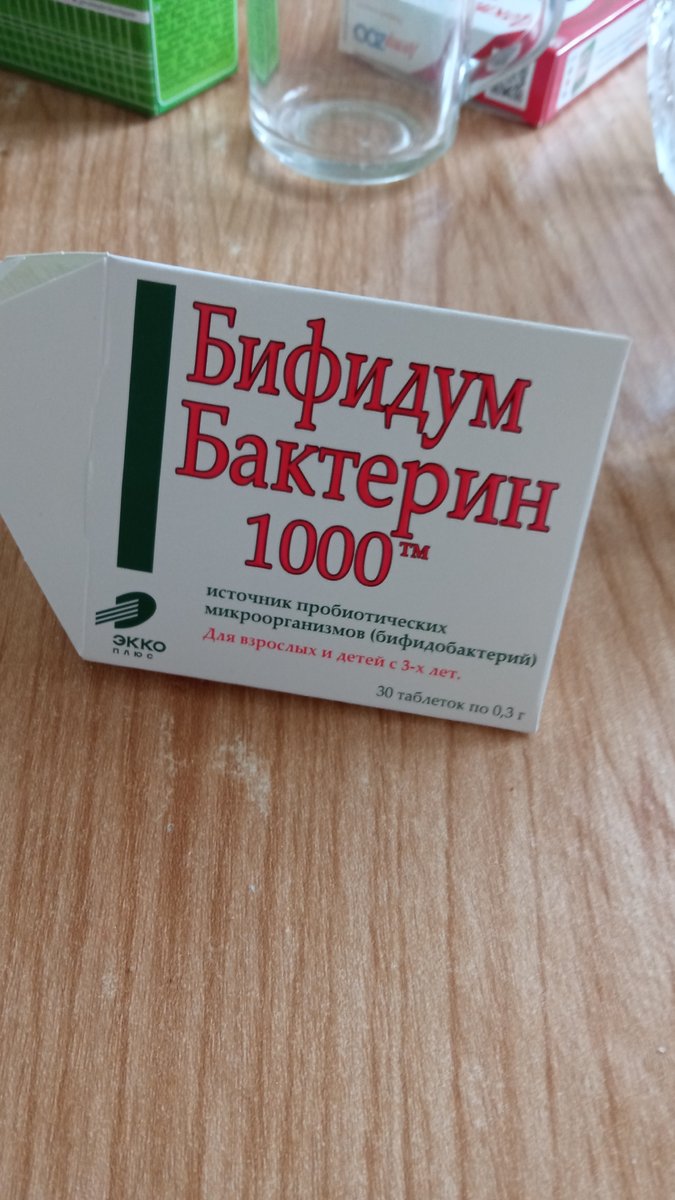 Бифидум
Бактерин
1000™
источник пробиотических
микроорганизмов (бифидобактерий)
Для взрослых и детей с 3-х лет.
30 таблеток по 0,3 г
ЭККО
ПЛЮС